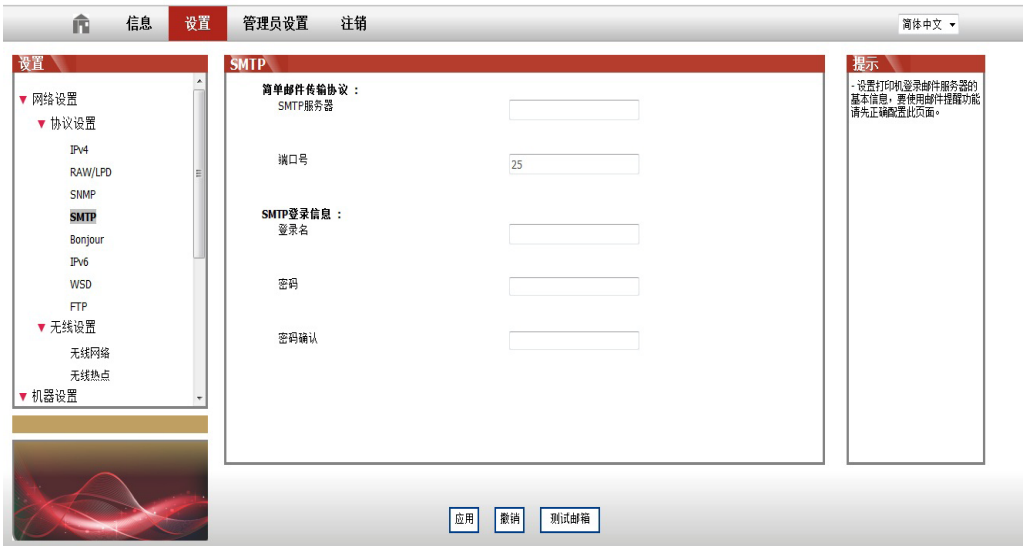 信息 设置 管理员设置 注销 简体中文
设置
网络设置
协议设置
IPv4
RAW/LPD
SNMP
SMTP
Bonjour
IPv6
WSD
FTP
无线设置
无线网络
无线热点
机器设置
SMTP
简单邮件传输协议：
SMTP服务器
端口号 25
SMTP登录信息：
登录名
密码
密码确认
提示
- 设置打印机登录邮件服务器的
基本信息，要使用邮件提醒功能
请先正确配置此页面。
应用 撤销 测试邮箱